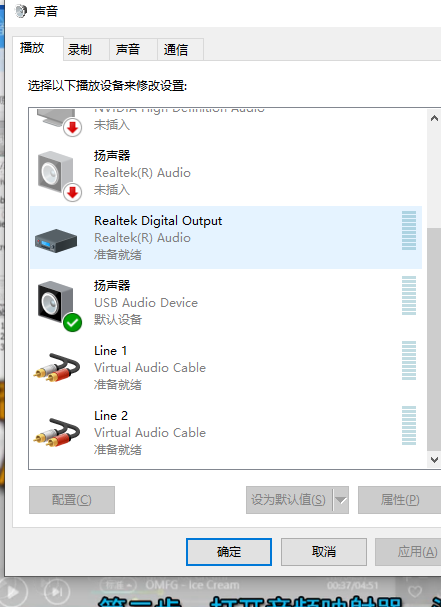 声音
播放 录制 声音 通信
选择以下播放设备来修改设置:
NVIDIA High Definition Audio
未插入
扬声器
Realtek(R) Audio
未插入
Realtek Digital Output
Realtek(R) Audio
准备就绪
扬声器
USB Audio Device
默认设备
Line 1
Virtual Audio Cable
准备就绪
Line 2
Virtual Audio Cable
准备就绪
配置(C) 设为默认值(S) 属性(P)
确定 取消 应用(A)
OMFG - Ice Cream 00:37/04:51
第二步 打开音频映射器